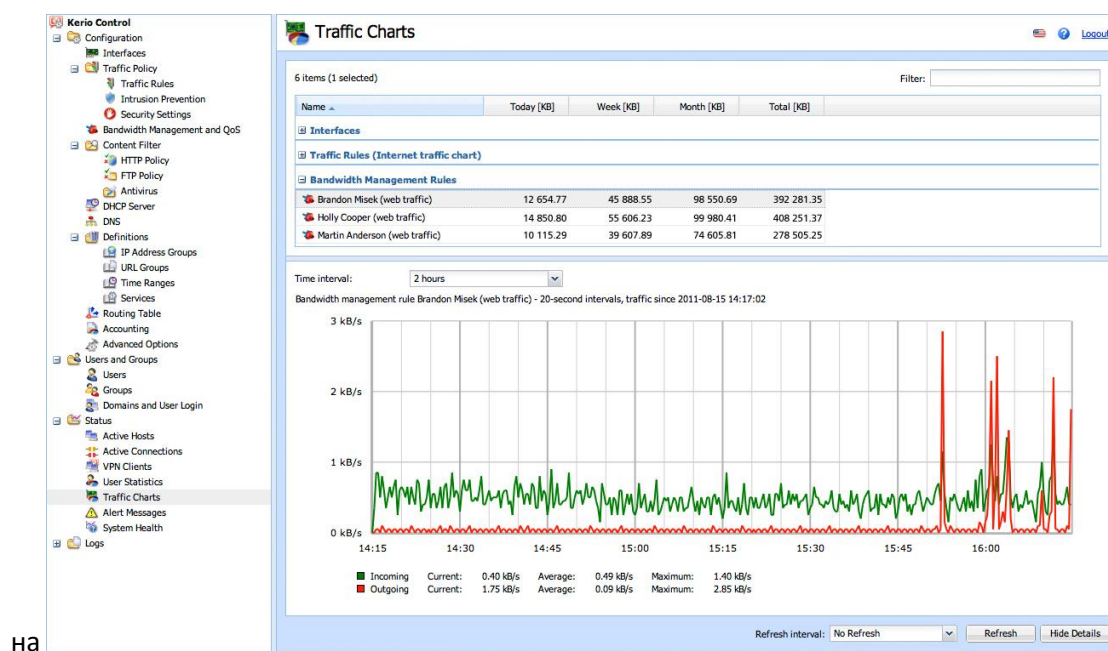 Kerio Control
Configuration
Interfaces
Traffic Policy
Traffic Rules
Intrusion Prevention
Security Settings
Bandwidth Management and QoS
Content Filter
HTTP Policy
FTP Policy
Antivirus
DHCP Server
DNS
Definitions
IP Address Groups
URL Groups
Time Ranges
Services
Routing Table
Accounting
Advanced Options
Users and Groups
Users
Groups
Domains and User Login
Status
Active Hosts
Active Connections
VPN Clients
User Statistics
Traffic Charts
Alert Messages
System Health
Logs
Traffic Charts
Logout
6 items (1 selected) Filter:
Name Today [KB] Week [KB] Month [KB] Total [KB]
Interfaces
Traffic Rules (Internet traffic chart)
Bandwidth Management Rules
Brandon Misek (web traffic) 12 654.77 45 888.55 98 550.69 392 281.35
Holly Cooper (web traffic) 14 850.80 55 606.23 99 980.41 408 251.37
Martin Anderson (web traffic) 10 115.29 39 607.89 74 605.81 278 505.25
Time interval: 2 hours
Bandwidth management rule Brandon Misek (web traffic) - 20-second intervals, traffic since 2011-08-15 14:17:02
3 kB/s
2 kB/s
1 kB/s
0 kB/s
14:15 14:30 14:45 15:00 15:15 15:30 15:45 16:00
Incoming Current: 0.40 kB/s Average: 0.49 kB/s Maximum: 1.40 kB/s
Outgoing Current: 1.75 kB/s Average: 0.09 kB/s Maximum: 2.85 kB/s
Refresh interval: No Refresh Refresh Hide Details
на